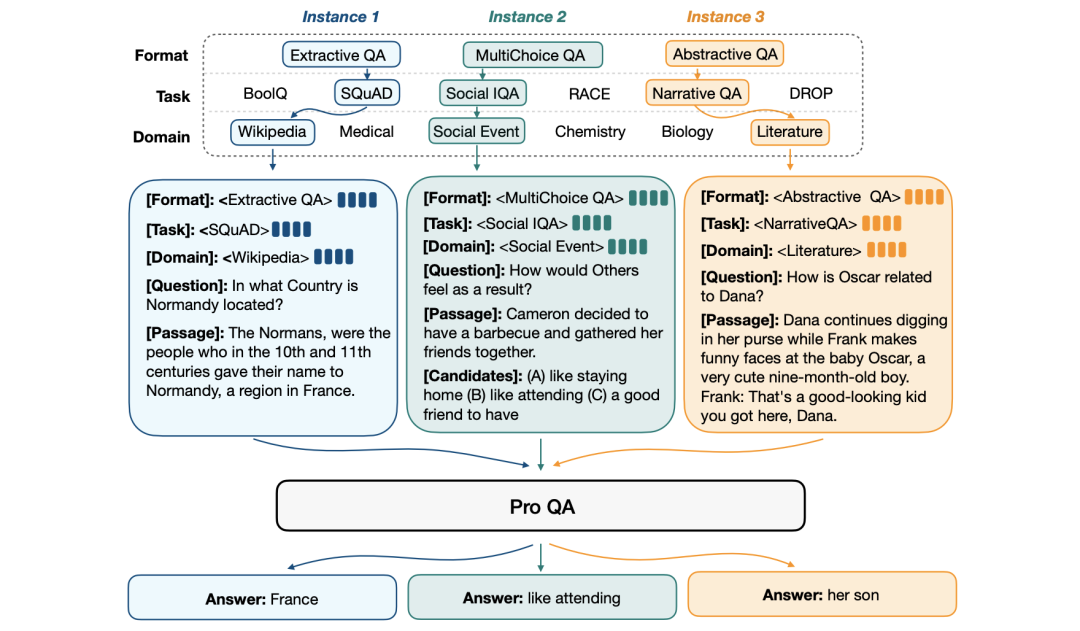 Instance 1 Instance 2 Instance 3
Format Extractive QA MultiChoice QA Abstractive QA
Task BoolQ SQuAD Social IQA RACE Narrative QA DROP
Domain Wikipedia Medical Social Event Chemistry Biology Literature
[Format]: <Extractive QA>
[Task]: <SQuAD>
[Domain]: <Wikipedia>
[Question]: In what Country is
Normandy located?
[Passage]: The Normans, were the
people who in the 10th and 11th
centuries gave their name to
Normandy, a region in France.
[Format]: <MultiChoice QA>
[Task]: <Social IQA>
[Domain]: <Social Event>
[Question]: How would Others
feel as a result?
[Passage]: Cameron decided to
have a barbecue and gathered her
friends together.
[Candidates]: (A) like staying
home (B) like attending (C) a good
friend to have
[Format]: <Abstractive QA>
[Task]: <NarrativeQA>
[Domain]: <Literature>
[Question]: How is Oscar related
to Dana?
[Passage]: Dana continues digging
in her purse while Frank makes
funny faces at the baby Oscar, a
very cute nine-month-old boy.
Frank: That's a good-looking kid
you got here, Dana.
Pro QA
Answer: France
Answer: like attending
Answer: her son